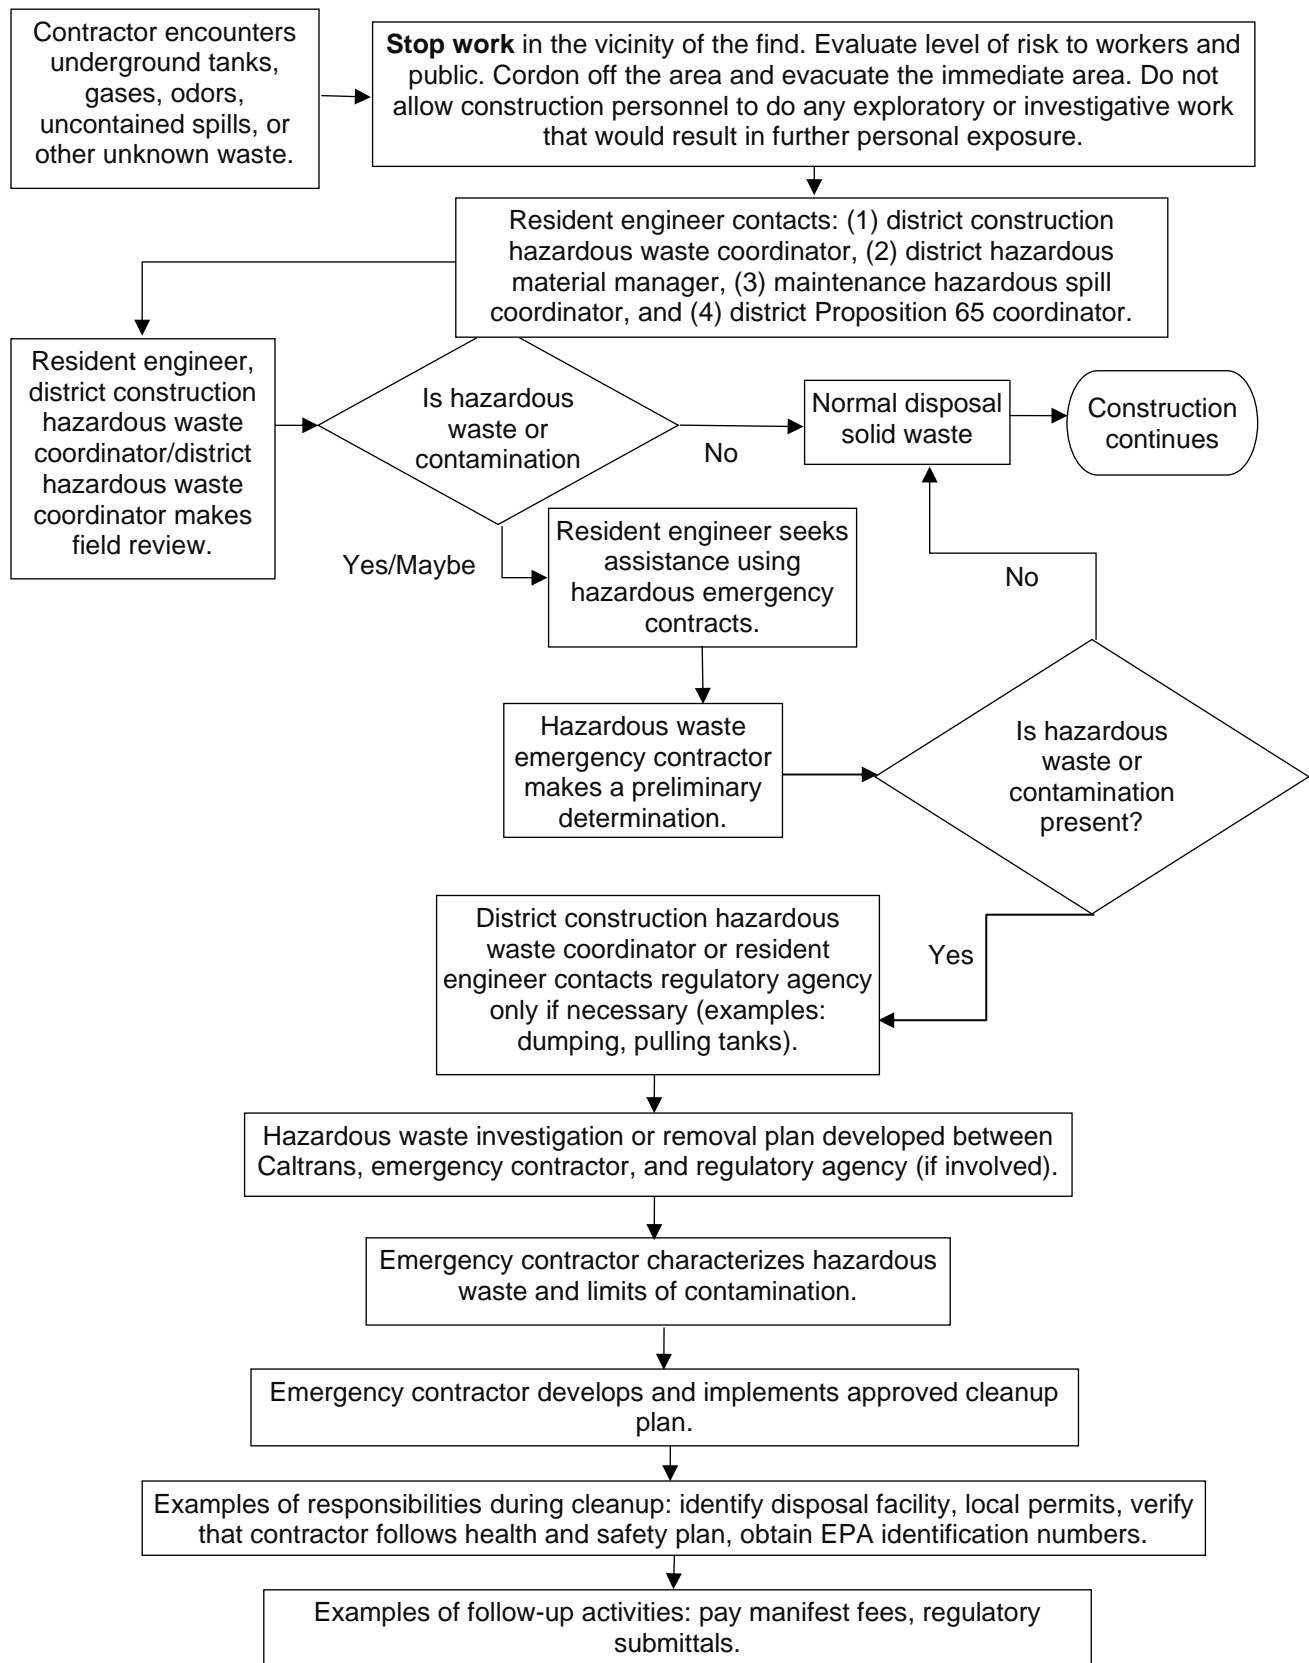 Contractor encounters
underground tanks,
gases, odors,
uncontained spills, or
other unknown waste.
Stop work in the vicinity of the find. Evaluate level of risk to workers and
public. Cordon off the area and evacuate the immediate area. Do not
allow construction personnel to do any exploratory or investigative work
that would result in further personal exposure.
Resident engineer contacts: (1) district construction
hazardous waste coordinator, (2) district hazardous
material manager, (3) maintenance hazardous spill
coordinator, and (4) district Proposition 65 coordinator.
Resident engineer,
district construction
hazardous waste
coordinator/district
hazardous waste
coordinator makes
field review.
Is hazardous
waste or
contamination
No
Normal disposal
solid waste
Construction
continues
Yes/Maybe
Resident engineer seeks
assistance using
hazardous emergency
contracts.
No
Hazardous waste
emergency contractor
makes a preliminary
determination.
Is hazardous
waste or
contamination
present?
Yes
District construction hazardous
waste coordinator or resident
engineer contacts regulatory agency
only if necessary (examples:
dumping, pulling tanks).
Hazardous waste investigation or removal plan developed between
Caltrans, emergency contractor, and regulatory agency (if involved).
Emergency contractor characterizes hazardous
waste and limits of contamination.
Emergency contractor develops and implements approved cleanup
plan.
Examples of responsibilities during cleanup: identify disposal facility, local permits, verify
that contractor follows health and safety plan, obtain EPA identification numbers.
Examples of follow-up activities: pay manifest fees, regulatory
submittals.